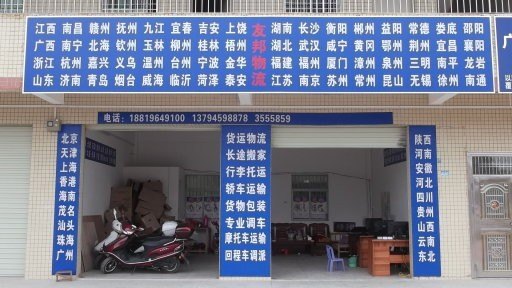 江西 南昌 赣州 抚州 九江 宜春 吉安 上饶 友邦物流 湖南 长沙 衡阳 郴州 益阳 常德 娄底 邵阳
广西 南宁 北海 钦州 玉林 柳州 桂林 梧州 湖北 武汉 咸宁 黄冈 鄂州 荆州 宜昌 襄阳
浙江 杭州 嘉兴 义乌 温州 台州 宁波 金华 福建 福州 厦门 漳州 泉州 三明 南平 龙岩
山东 济南 青岛 烟台 威海 临沂 菏泽 泰安 江苏 南京 苏州 常州 昆山 无锡 徐州 南通
电话：18819649100 13794598878 3555859
北京
天津
上海
香港
海南
茂名
汕头
珠海
广州
货运物流
长途搬家
行李托运
轿车运输
货物包装
专业调车
摩托车运输
回程车调派
陕西
河南
安徽
河北
河南
四川
贵州
山西
云南
东北
广